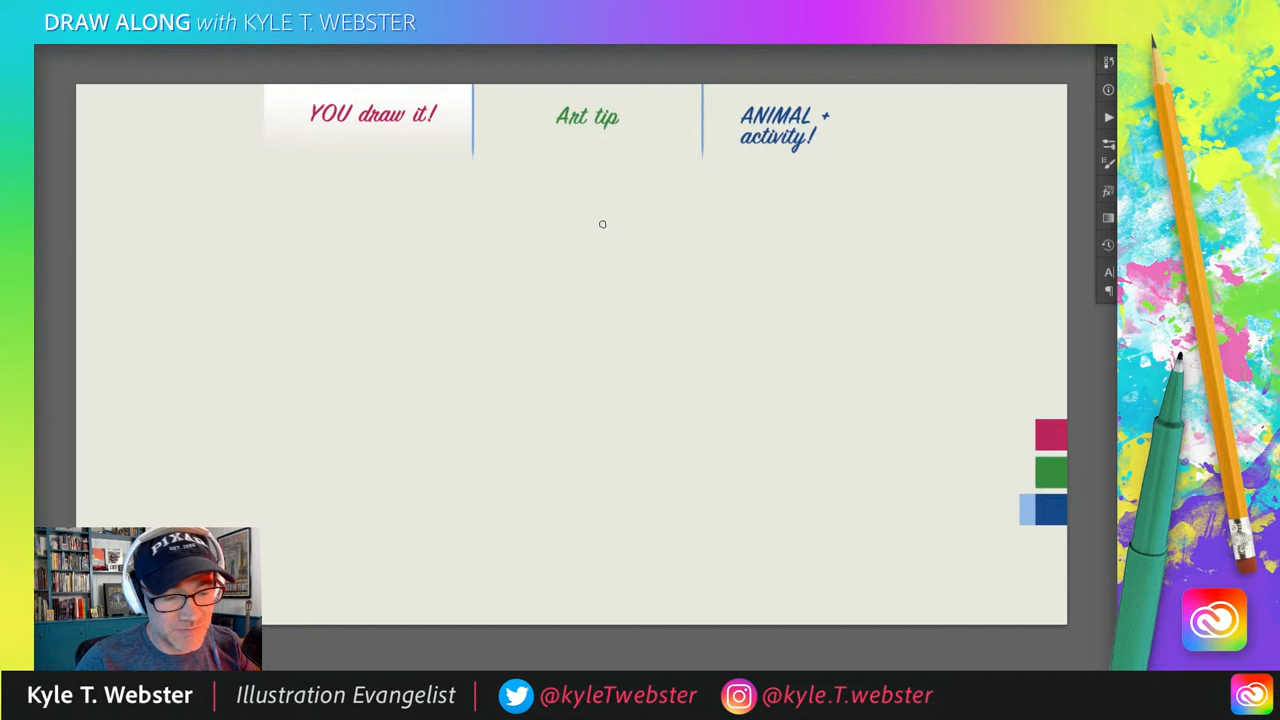 DRAW ALONG with KYLE T. WEBSTER
YOU draw it!
Art tip
ANIMAL +
activity!
PIXAR
Kyle T. Webster | Illustration Evangelist | @kyleTwebster @kyle.T.webster